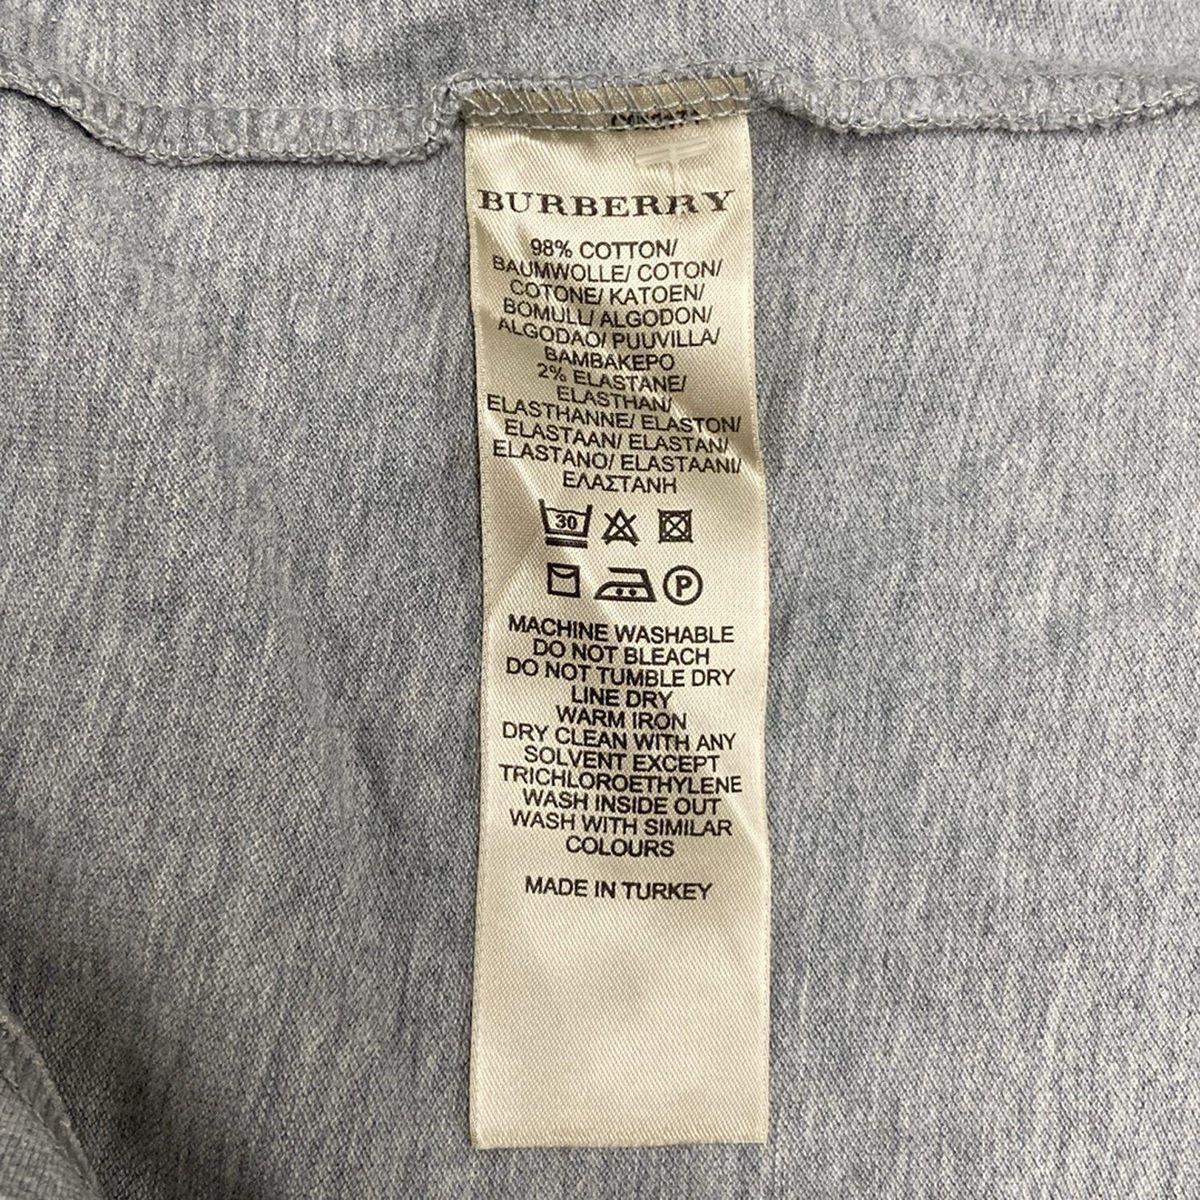 BURBERRY
98% COTTON/
BAUMWOLLE/ COTON/
COTONE/ KATOEN/
BOMULL/ ALGODON/
ALGODAO/ PUUVILLA/
ΒΑΜΒΑΚΕΡΟ
2% ELASTANE/
ELASTHAN/
ELASTHANNE/ ELASTON/
ELASTAAN/ ELASTAN/
ELASTANO/ ELASTAANI/
ΕΛΑΣΤΑΝΗ
30
P
MACHINE WASHABLE
DO NOT BLEACH
DO NOT TUMBLE DRY
LINE DRY
WARM IRON
DRY CLEAN WITH ANY
SOLVENT EXCEPT
TRICHLOROETHYLENE
WASH INSIDE OUT
WASH WITH SIMILAR
COLOURS
MADE IN TURKEY